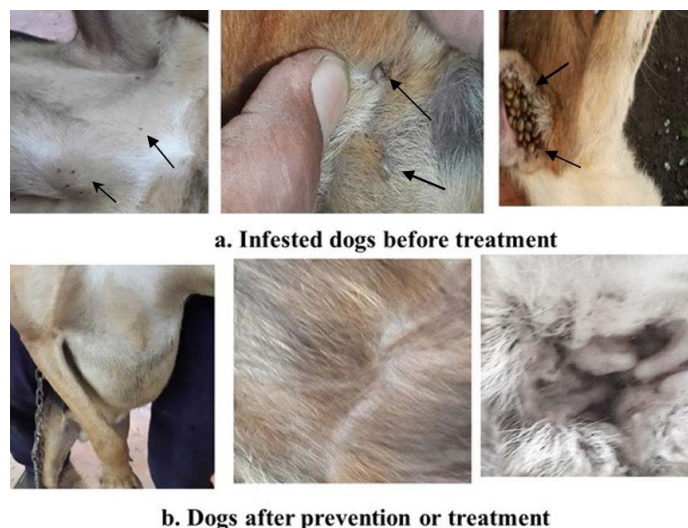 a. Infested dogs before treatment
b. Dogs after prevention or treatment